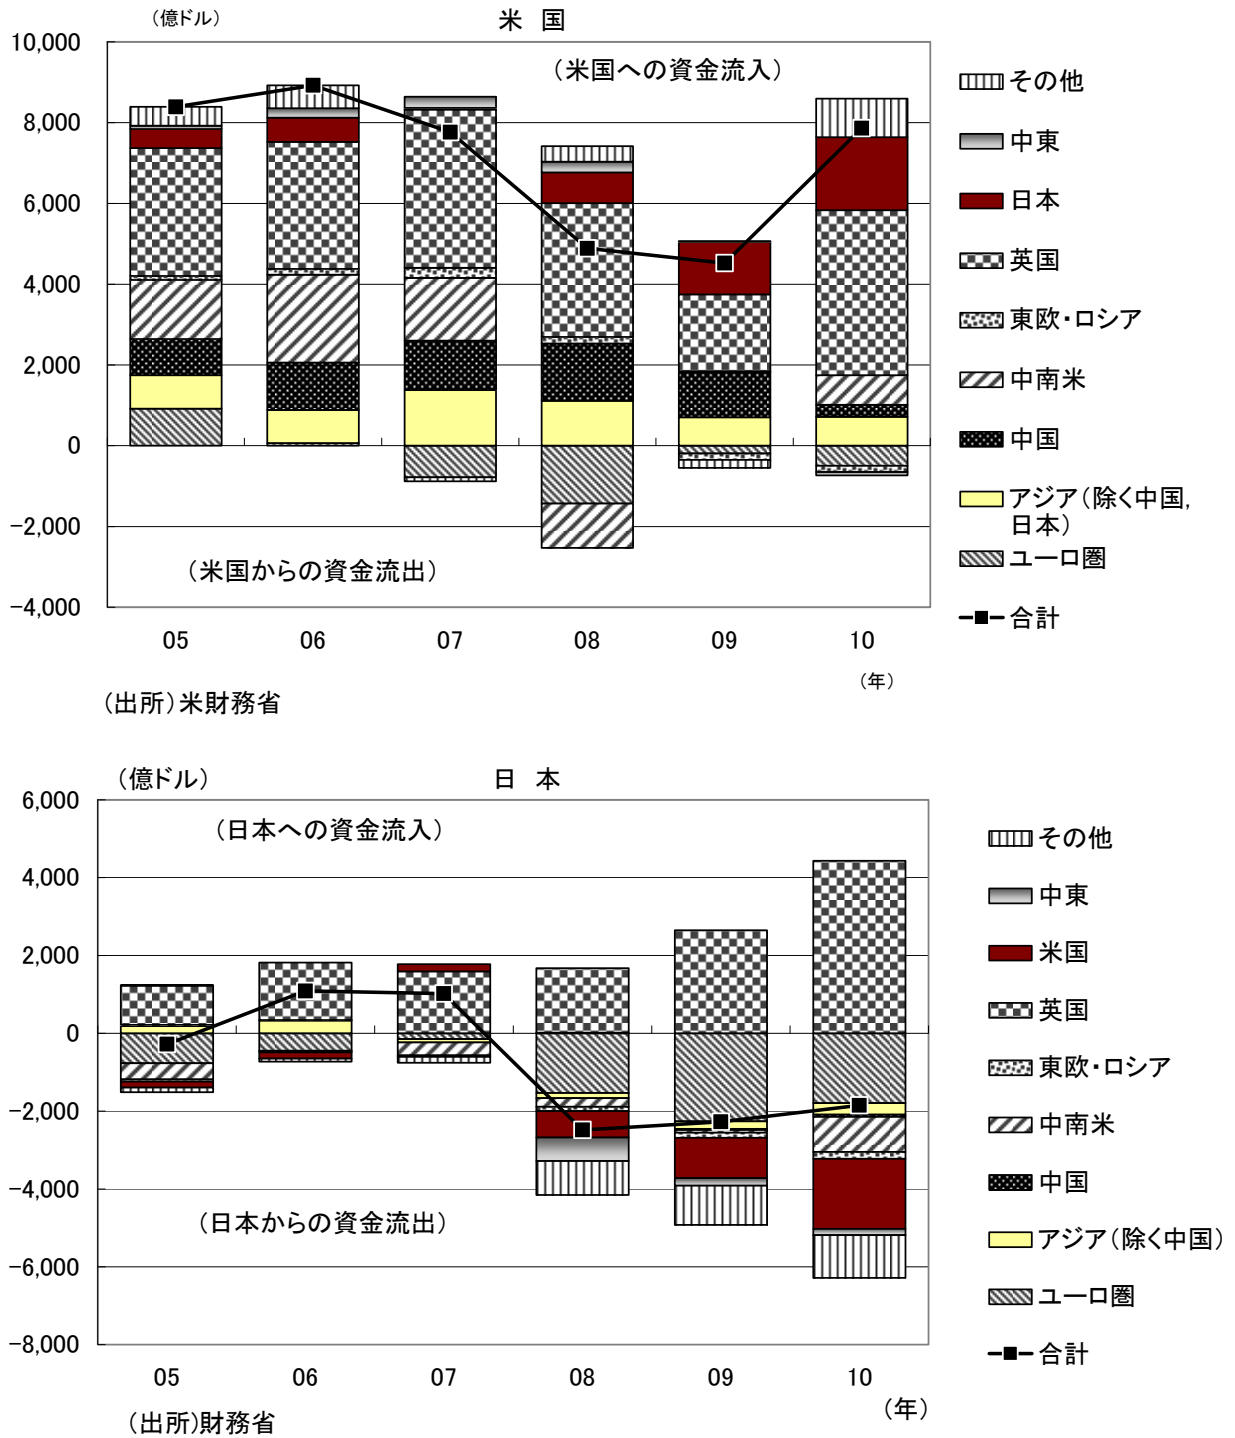 （億ドル）
米 国
10,000
8,000
6,000
4,000
2,000
0
-2,000
-4,000
（米国への資金流入）
（米国からの資金流出）
05 06 07 08 09 10
（年）
その他
中東
日本
英国
東欧・ロシア
中南米
中国
アジア（除く中国,
日本）
ユーロ圏
合計
（出所）米財務省
（億ドル）
日 本
6,000
4,000
2,000
0
-2,000
-4,000
-6,000
-8,000
（日本への資金流入）
（日本からの資金流出）
05 06 07 08 09 10
（年）
その他
中東
米国
英国
東欧・ロシア
中南米
中国
アジア（除く中国）
ユーロ圏
合計
（出所）財務省